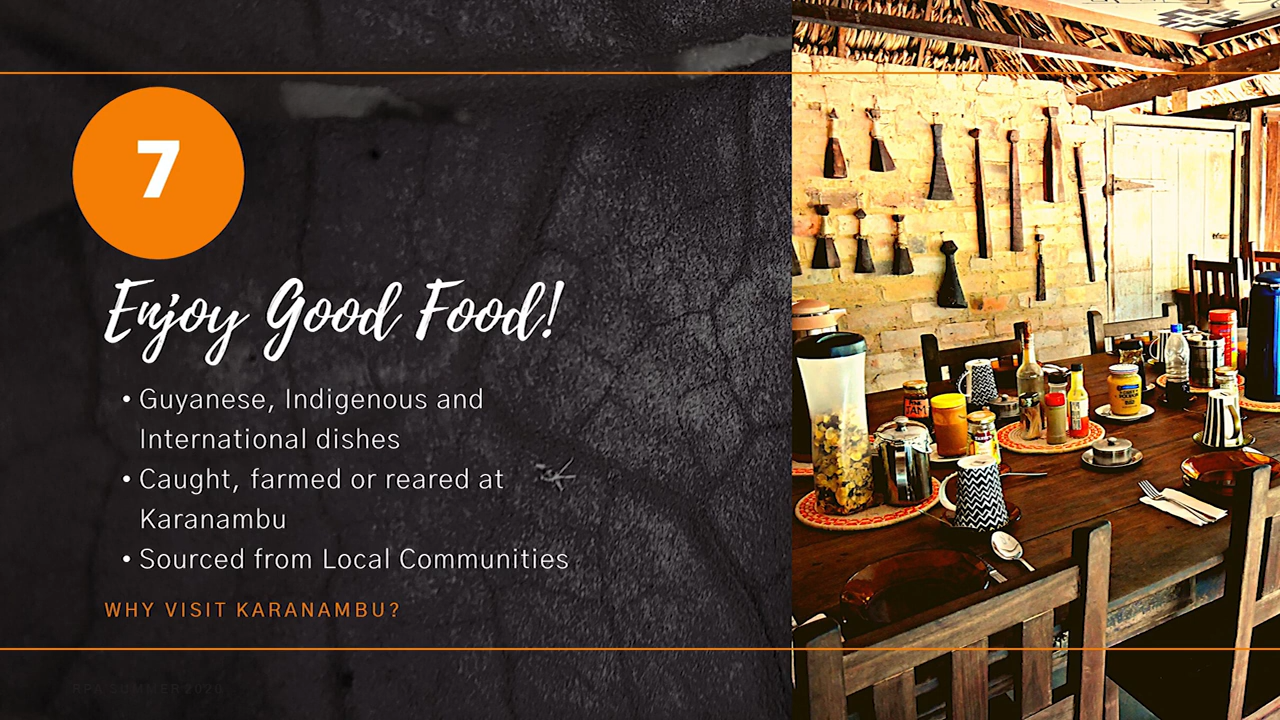 7
Enjoy Good Food!
• Guyanese, Indigenous and
International dishes
• Caught, farmed or reared at
Karanambu
• Sourced from Local Communities
WHY VISIT KARANAMBU?
JAM